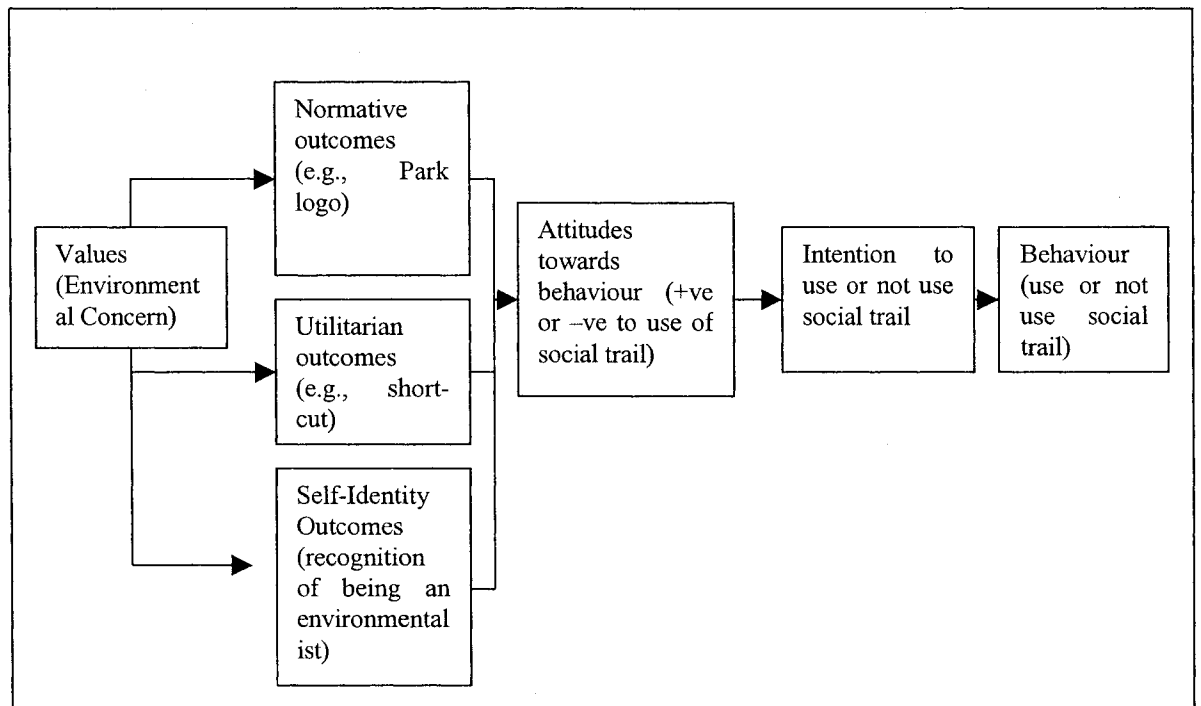 Normative
outcomes
(e.g., Park
logo)
Values
(Environment
al Concern)
Utilitarian
outcomes
(e.g., short-
cut)
Self-Identity
Outcomes
(recognition
of being an
environmental
ist)
Attitudes
towards
behaviour (+ve
or –ve to use of
social trail)
Intention to
use or not use
social trail
Behaviour
(use or not
use social
trail)